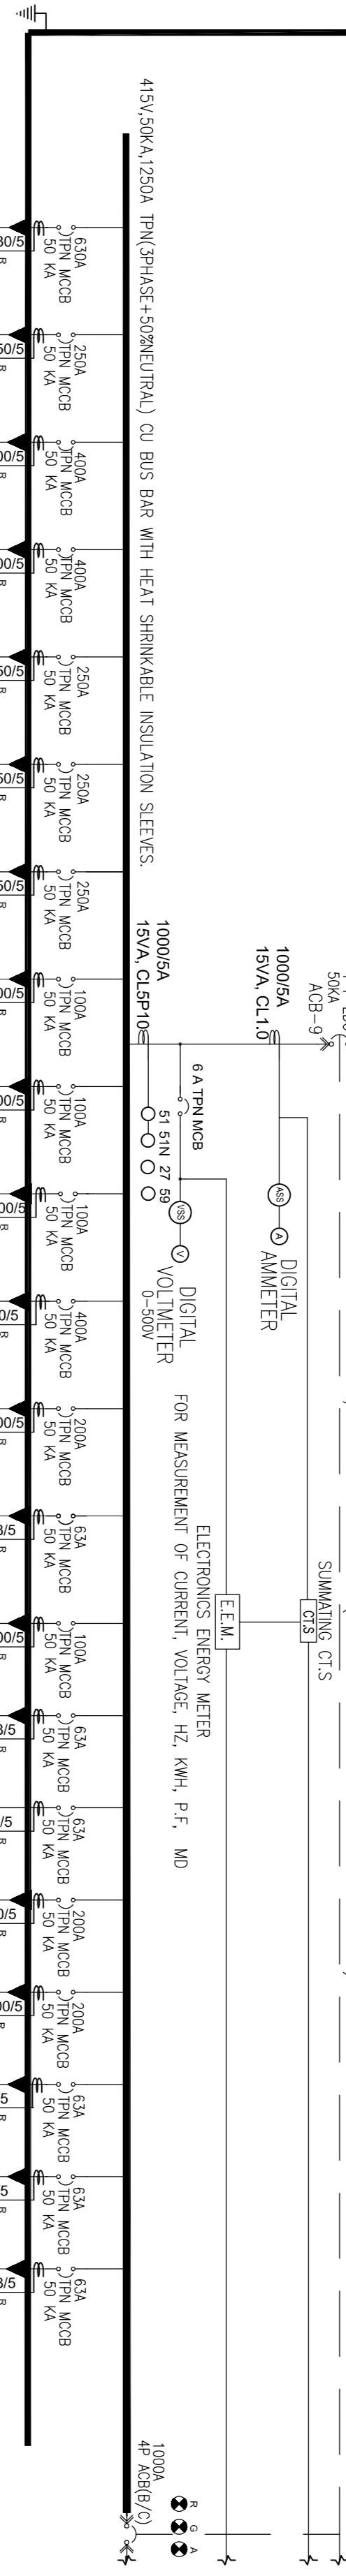 415V,50KA,1250A TPN(3PHASE+50%NEUTRAL) CU BUS BAR WITH HEAT SHRINKABLE INSULATION SLEEVES.
50KA
ACB-9
1000/5A
15VA, CL1.0
ASS
A
DIGITAL
AMMETER
SUMMATING CT.S
CT.S
6 A TPN MCB
VSS
V
DIGITAL
VOLTMETER
0-500V
1000/5A
15VA, CL5P10
51 51N 27 59
E.E.M.
ELECTRONICS ENERGY METER
FOR MEASUREMENT OF CURRENT, VOLTAGE, HZ, KWH, P.F, MD
R G A
1000A
4P ACB(B/C)
630A
TPN MCCB
50 KA
250A
TPN MCCB
50 KA
400A
TPN MCCB
50 KA
400A
TPN MCCB
50 KA
250A
TPN MCCB
50 KA
250A
TPN MCCB
50 KA
250A
TPN MCCB
50 KA
100A
TPN MCCB
50 KA
100A
TPN MCCB
50 KA
100A
TPN MCCB
50 KA
400A
TPN MCCB
50 KA
200A
TPN MCCB
50 KA
63A
TPN MCCB
50 KA
100A
TPN MCCB
50 KA
63A
TPN MCCB
50 KA
63A
TPN MCCB
50 KA
200A
TPN MCCB
50 KA
200A
TPN MCCB
50 KA
63A
TPN MCCB
50 KA
63A
TPN MCCB
50 KA
63A
TPN MCCB
50 KA